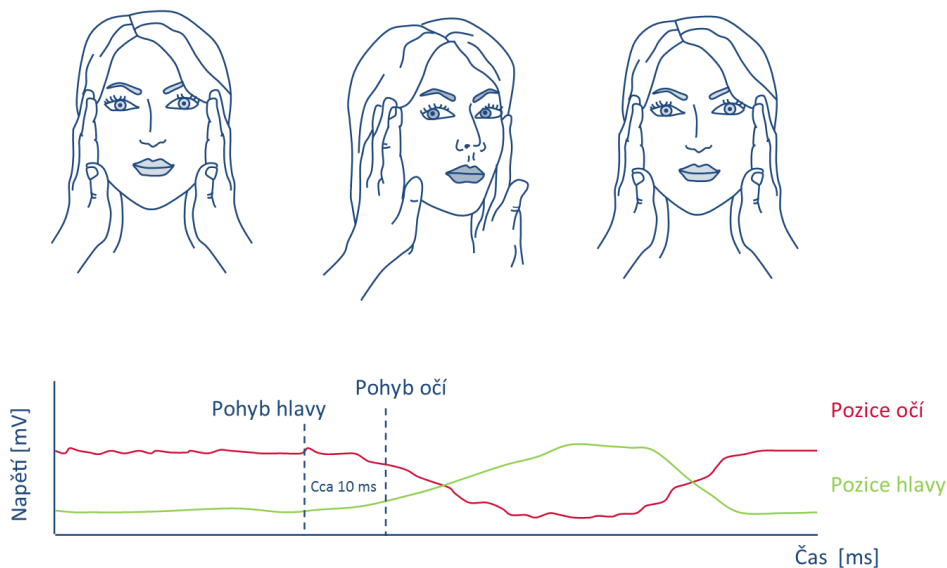 Pohyb očí
Pohyb hlavy
Pozice očí
Napětí [mV]
Cca 10 ms
Pozice hlavy
Čas [ms]